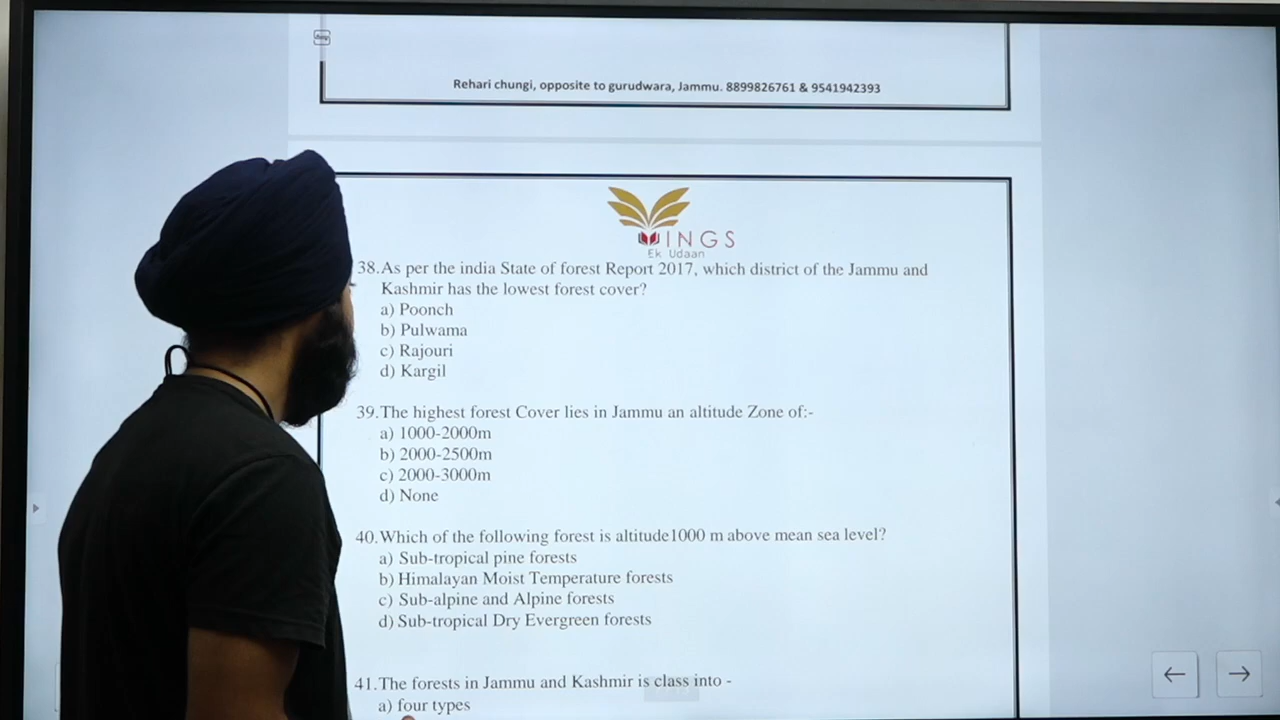 Rehari chungi, opposite to gurudwara, Jammu. 8899826761 & 9541942393
WINGS
Ek Udaan
38.As per the india State of forest Report 2017, which district of the Jammu and
Kashmir has the lowest forest cover?
a) Poonch
b) Pulwama
c) Rajouri
d) Kargil
39.The highest forest Cover lies in Jammu an altitude Zone of:-
a) 1000-2000m
b) 2000-2500m
c) 2000-3000m
d) None
40.Which of the following forest is altitude1000 m above mean sea level?
a) Sub-tropical pine forests
b) Himalayan Moist Temperature forests
c) Sub-alpine and Alpine forests
d) Sub-tropical Dry Evergreen forests
41.The forests in Jammu and Kashmir is class into -
a) four types